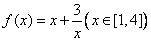 f(x) = x + 3/x (x ∈ [1,4])